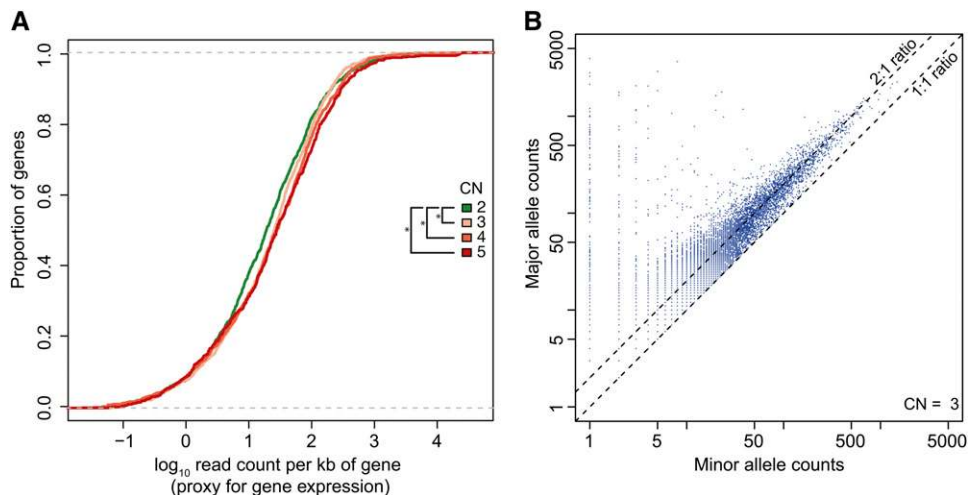 A
1.0
0.8
0.6
0.4
0.2
0.0
Proportion of genes
CN
2
3
4
5
*
*
*
−1 0 1 2 3 4
log₁₀ read count per kb of gene
(proxy for gene expression)
B
5000
500
50
5
1
Major allele counts
2:1 ratio
1:1 ratio
CN = 3
1 5 50 500 5000
Minor allele counts